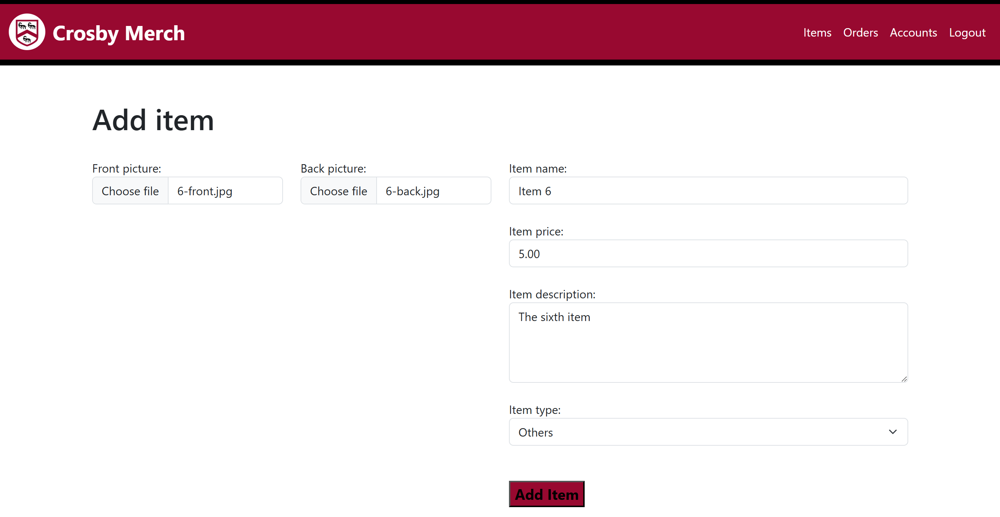 Crosby Merch
Items Orders Accounts Logout
Add item
Front picture:
Choose file 6-front.jpg
Back picture:
Choose file 6-back.jpg
Item name:
Item 6
Item price:
5.00
Item description:
The sixth item
Item type:
Others
Add Item